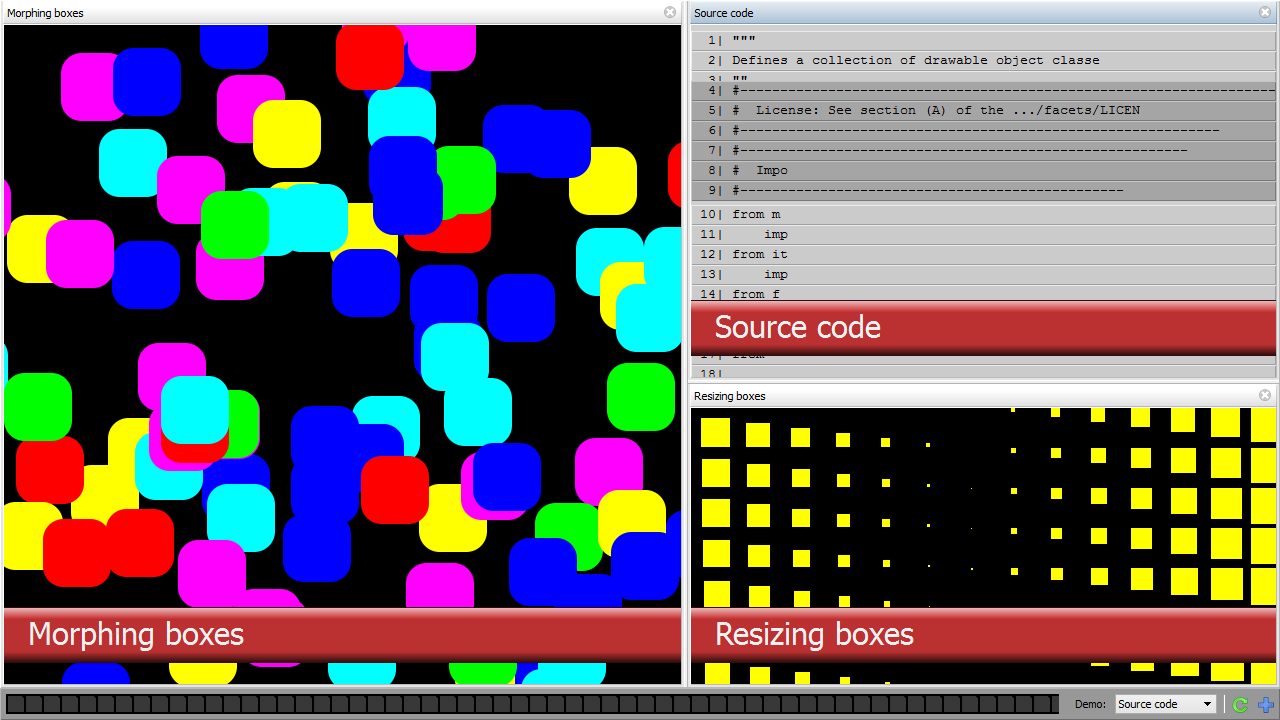 Morphing boxes
Morphing boxes
Source code
1| """
2| Defines a collection of drawable object classe
3| ""
4| #--------------------------------------------------------------------
5| #  License: See section (A) of the .../facets/LICEN
6| #------------------------------------------------------------
7| #------------------------------------------------------
8| #  Impo
9| #------------------------------------------------
10| from m
11|     imp
12| from it
13|     imp
14| from f
Source code
17| from
18|
Resizing boxes
Resizing boxes
Demo: Source code